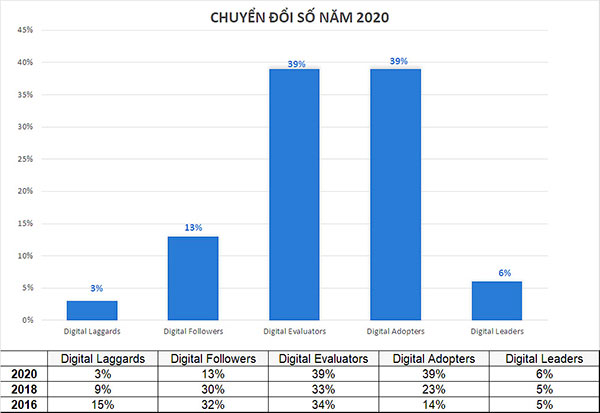 CHUYỂN ĐỔI SỐ NĂM 2020
45%
40%
35%
30%
25%
20%
15%
10%
5%
0%
3%
13%
39%
39%
6%
Digital Laggards Digital Followers Digital Evaluators Digital Adopters Digital Leaders
Digital Laggards Digital Followers Digital Evaluators Digital Adopters Digital Leaders
2020 3% 13% 39% 39% 6%
2018 9% 30% 33% 23% 5%
2016 15% 32% 34% 14% 5%